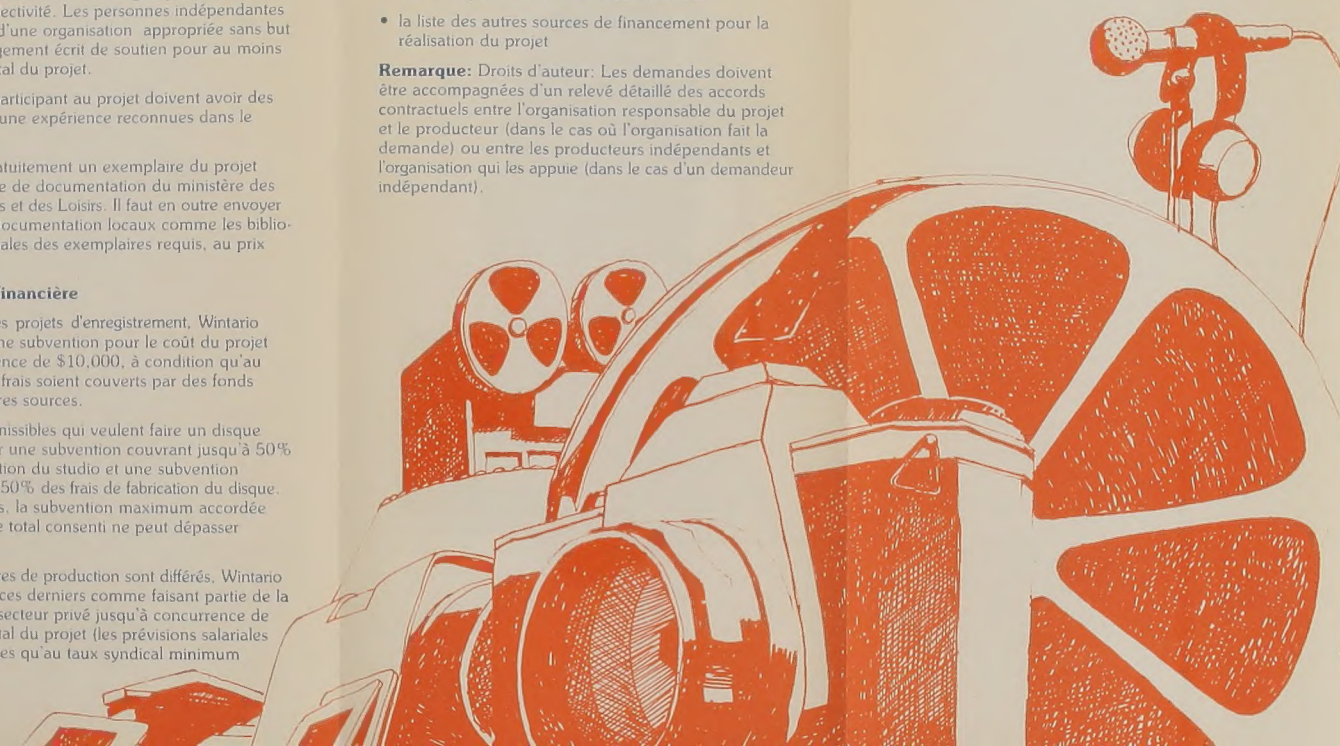 ectivité. Les personnes indépendantes
d'une organisation appropriée sans but
gement écrit de soutien pour au moins
al du projet.
articipant au projet doivent avoir des
une expérience reconnues dans le
atuitement un exemplaire du projet
e de documentation du ministère des
s et des Loisirs. Il faut en outre envoyer
ocumentation locaux comme les biblio-
ales des exemplaires requis, au prix
inancière
s projets d'enregistrement, Wintario
ne subvention pour le coût du projet
ence de $10,000, à condition qu'au
frais soient couverts par des fonds
res sources.
nissibles qui veulent faire un disque
r une subvention couvrant jusqu'à 50%
tion du studio et une subvention
50% des frais de fabrication du disque.
s, la subvention maximum accordée
e total consenti ne peut dépasser
res de production sont différés, Wintario
ces derniers comme faisant partie de la
secteur privé jusqu'à concurrence de
tal du projet (les prévisions salariales
es qu'au taux syndical minimum
• la liste des autres sources de financement pour la
réalisation du projet
Remarque: Droits d'auteur: Les demandes doivent
être accompagnées d'un relevé détaillé des accords
contractuels entre l'organisation responsable du projet
et le producteur (dans le cas où l'organisation fait la
demande) ou entre les producteurs indépendants et
l'organisation qui les appuie (dans le cas d'un demandeur
indépendant).